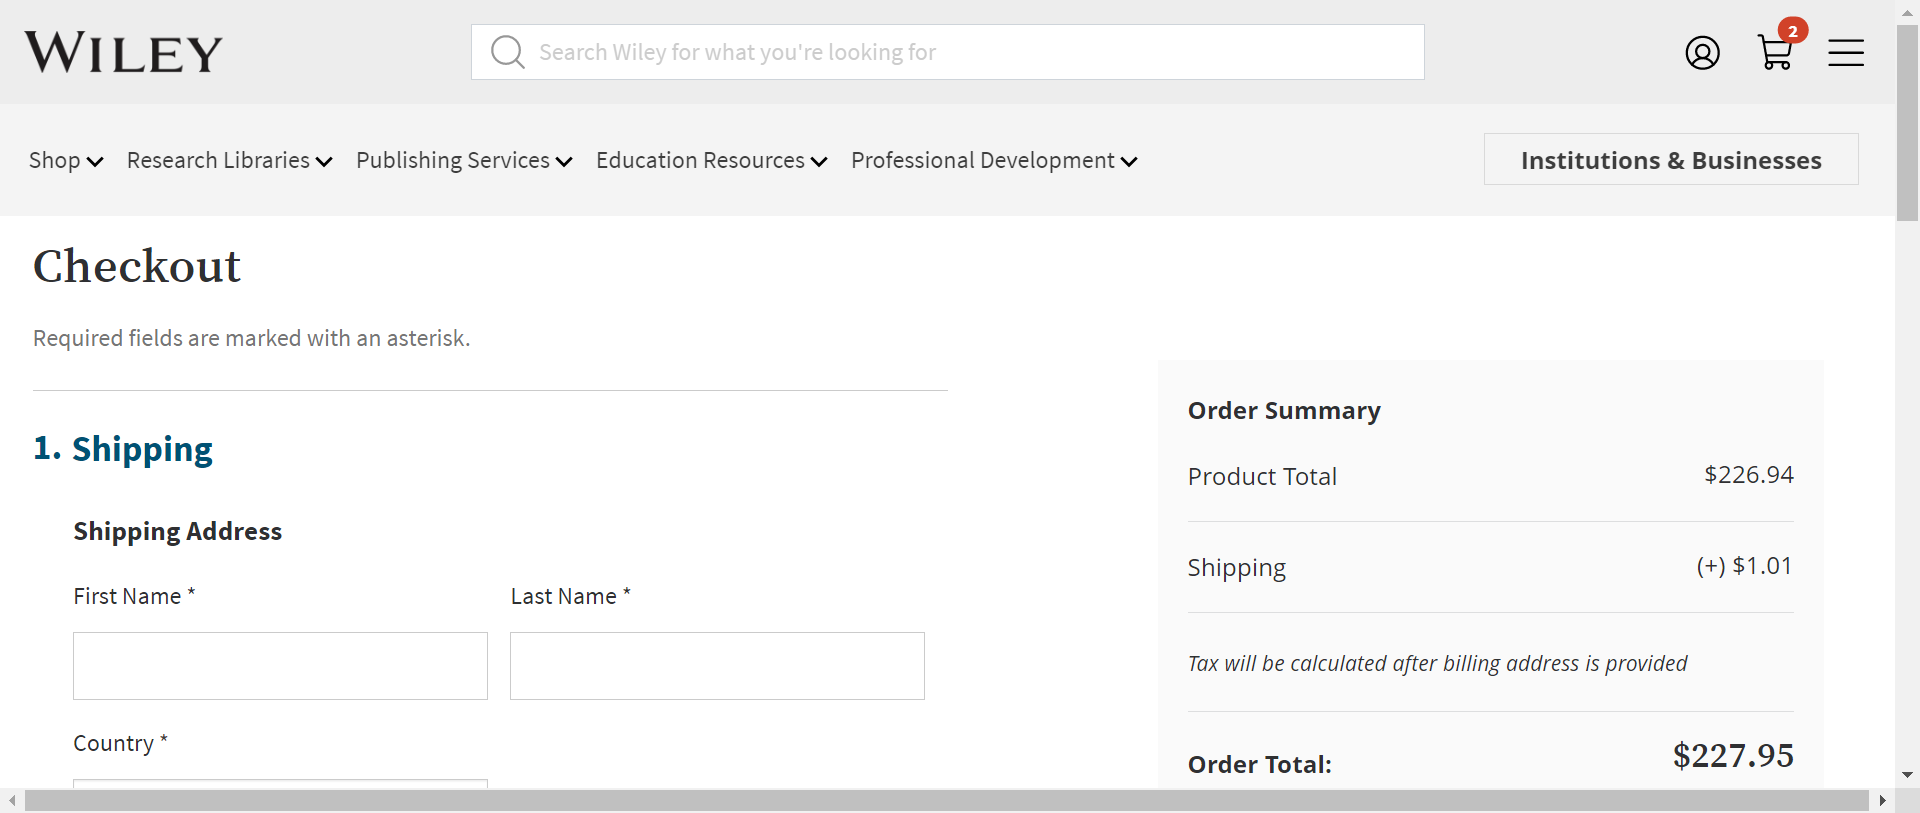 WILEY
Search Wiley for what you're looking for
2
Shop Research Libraries Publishing Services Education Resources Professional Development Institutions & Businesses
Checkout
Required fields are marked with an asterisk.
1. Shipping
Shipping Address
First Name * Last Name *
Country *
Order Summary
Product Total $226.94
Shipping (+) $1.01
Tax will be calculated after billing address is provided
Order Total: $227.95